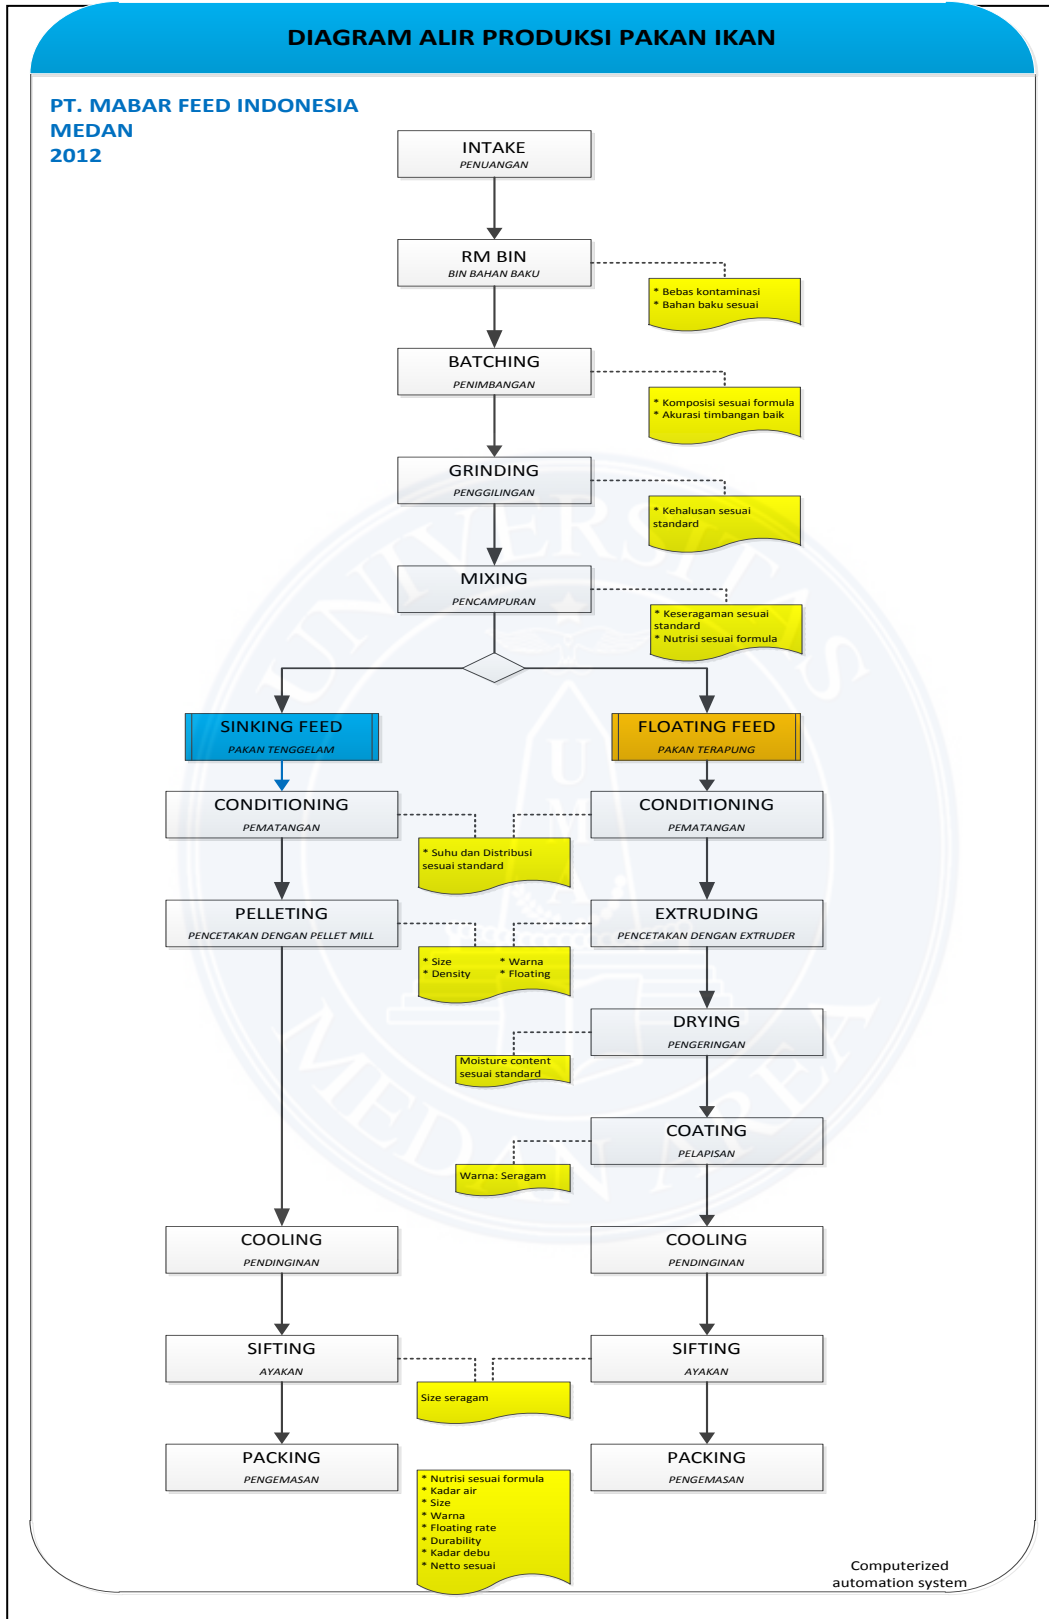 DIAGRAM ALIR PRODUKSI PAKAN IKAN
PT. MABAR FEED INDONESIA
MEDAN
2012
INTAKE
PENUANGAN
RM BIN
BIN BAHAN BAKU
* Bebas kontaminasi
* Bahan baku sesuai
BATCHING
PENIMBANGAN
* Komposisi sesuai formula
* Akurasi timbangan baik
GRINDING
PENGGILINGAN
* Kehalusan sesuai
standard
MIXING
PENCAMPURAN
* Keseragaman sesuai
standard
* Nutrisi sesuai formula
SINKING FEED
PAKAN TENGGELAM
FLOATING FEED
PAKAN TERAPUNG
CONDITIONING
PEMATANGAN
CONDITIONING
PEMATANGAN
* Suhu dan Distribusi
sesuai standard
PELLETING
PENCETAKAN DENGAN PELLET MILL
EXTRUDING
PENCETAKAN DENGAN EXTRUDER
* Size * Warna
* Density * Floating
DRYING
PENGERINGAN
Moisture content
sesuai standard
COATING
PELAPISAN
Warna: Seragam
COOLING
PENDINGINAN
COOLING
PENDINGINAN
SIFTING
AYAKAN
SIFTING
AYAKAN
Size seragam
PACKING
PENGEMASAN
PACKING
PENGEMASAN
* Nutrisi sesuai formula
* Kadar air
* Size
* Warna
* Floating rate
* Durability
* Kadar debu
* Netto sesuai
Computerized
automation system
UNIVERSITAS
MEDAN AREA
U
M
A